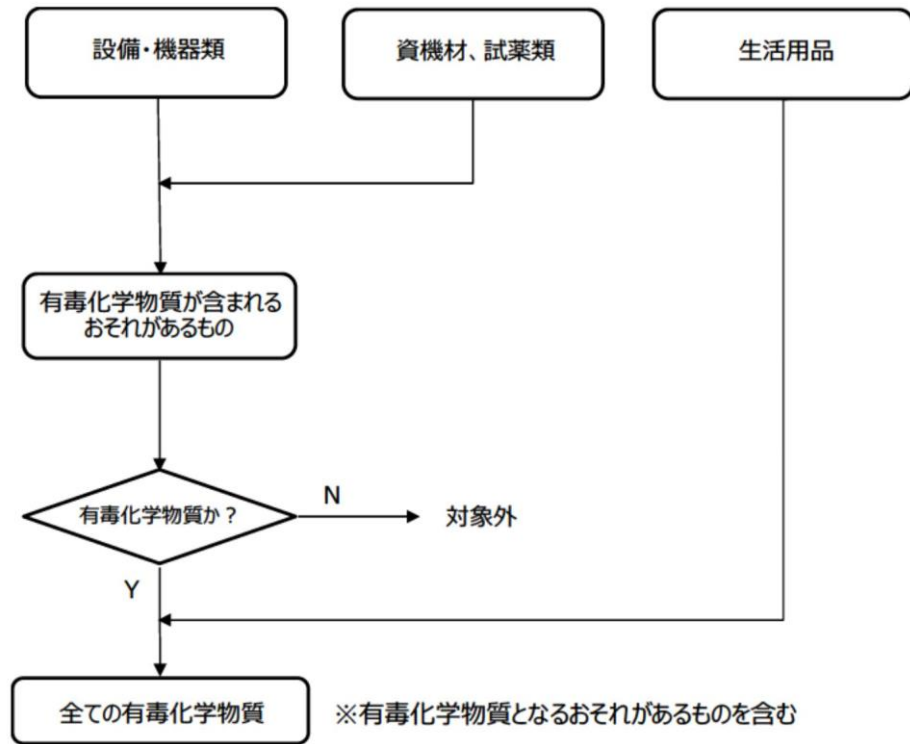 設備・機器類
資機材、試薬類
生活用品
有毒化学物質が含まれる
おそれがあるもの
有毒化学物質か？
N
対象外
Y
全ての有毒化学物質
※有毒化学物質となるおそれがあるものを含む